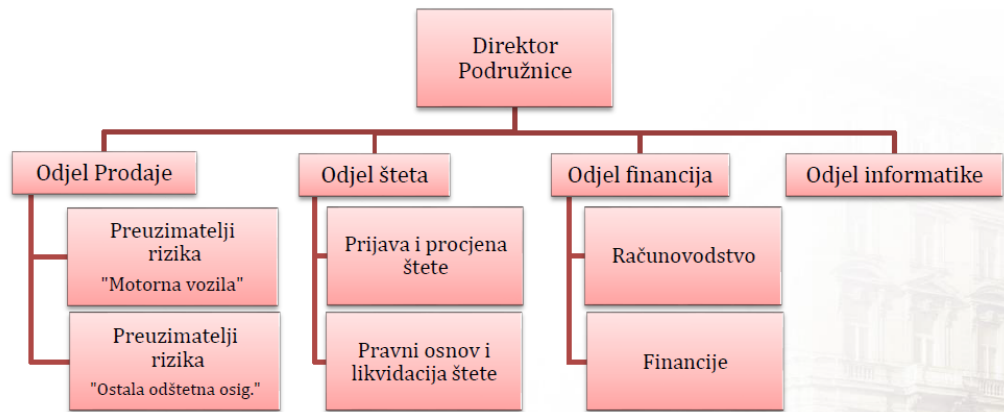 Direktor
Podružnice
Odjel Prodaje
Odjel šteta
Odjel financija
Odjel informatike
Preuzimatelji
rizika
"Motorna vozila"
Prijava i procjena
štete
Računovodstvo
Preuzimatelji
rizika
"Ostala odštetna osig."
Pravni osnov i
likvidacija štete
Financije